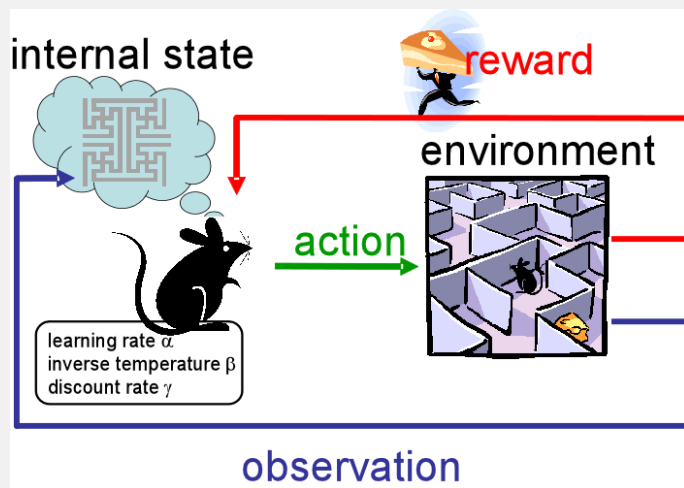 internal state
reward
environment
action
learning rate α
inverse temperature β
discount rate γ
observation